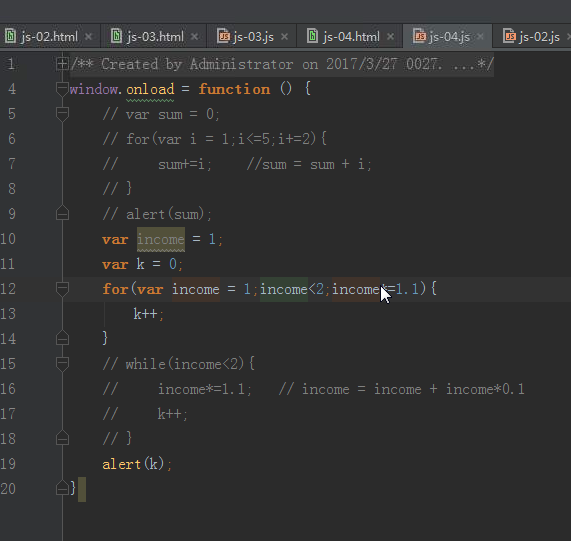 js-02.html × js-03.html × js-03.js × js-04.html × js-04.js × js-02.js
1 /** Created by Administrator on 2017/3/27 0027. ...*/
4 window.onload = function () {
5 // var sum = 0;
6 // for(var i = 1;i<=5;i+=2){
7 //     sum+=i;    //sum = sum + i;
8 // }
9 // alert(sum);
10 var income = 1;
11 var k = 0;
12 for(var income = 1;income<2;income*=1.1){
13 k++;
14 }
15 // while(income<2){
16 //     income*=1.1;   // income = income + income*0.1
17 //     k++;
18 // }
19 alert(k);
20 }